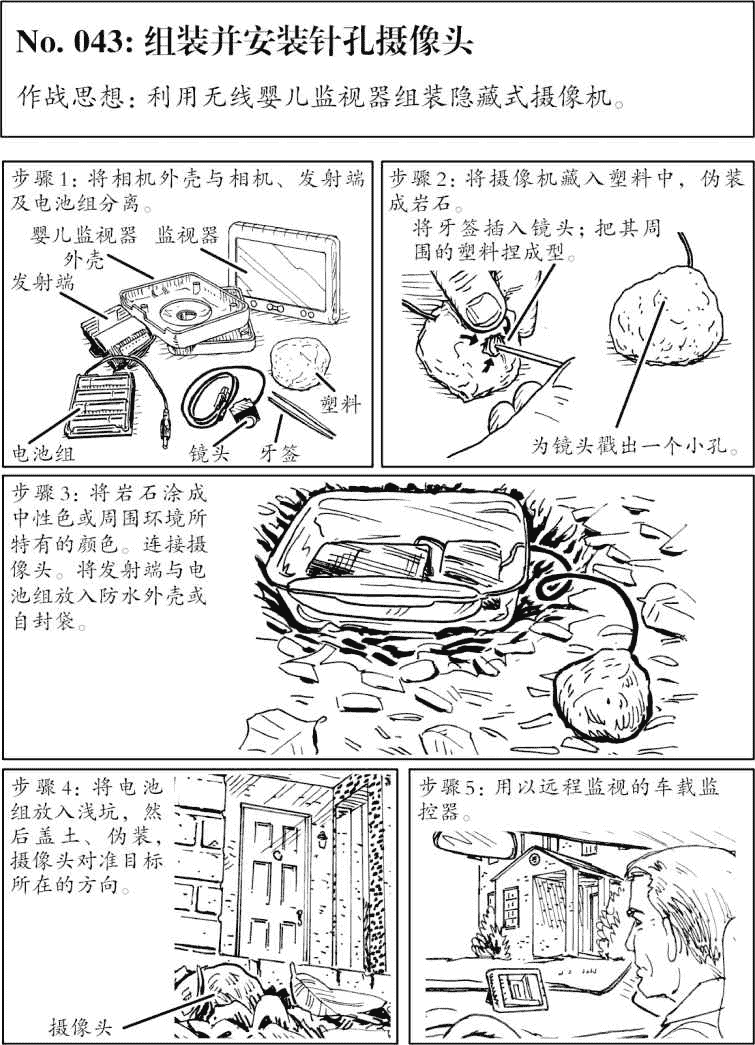 No. 043: 组装并安装针孔摄像头
作战思想：利用无线婴儿监视器组装隐藏式摄像机。
步骤1：将相机外壳与相机、发射端
及电池组分离。
婴儿监视器
外壳
监视器
发射端
塑料
电池组
镜头
牙签
步骤2：将摄像机藏入塑料中，伪装
成岩石。
将牙签插入镜头；把其周
围的塑料捏成型。
为镜头戳出一个小孔。
步骤3：将岩石涂成
中性色或周围环境所
特有的颜色。连接摄
像头。将发射端与电
池组放入防水外壳或
自封袋。
步骤4：将电池
组放入浅坑，然
后盖土、伪装，
摄像头对准目标
所在的方向。
摄像头
步骤5：用以远程监视的车载监
控器。